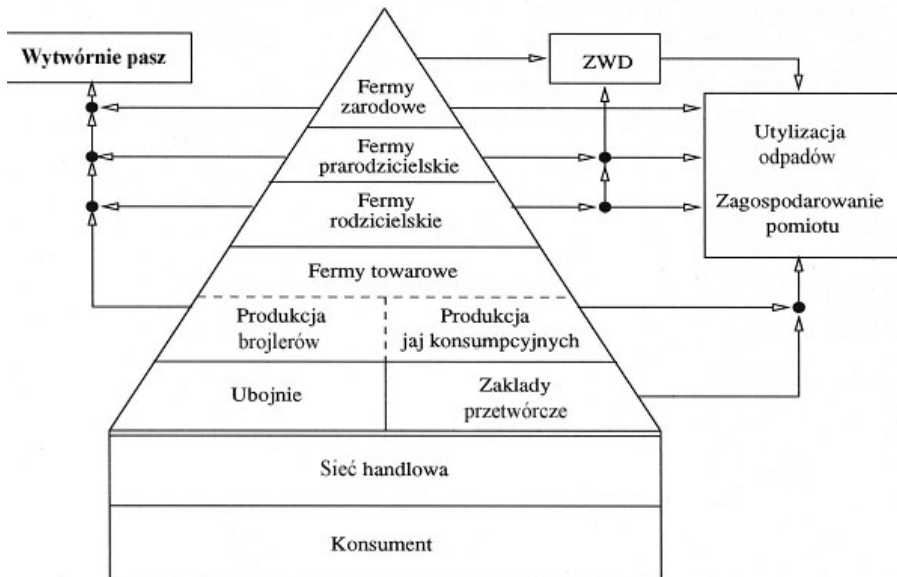 Wytwórnie pasz
ZWD
Fermy
zarodowe
Utylizacja
odpadów
Zagospodarowanie
pomiotu
Fermy
prarodzicielskie
Fermy
rodzicielskie
Fermy towarowe
Produkcja
brojlerów
Produkcja
jaj konsumpcyjnych
Ubojnie
Zaklady
przetwórcze
Sieć handlowa
Konsument